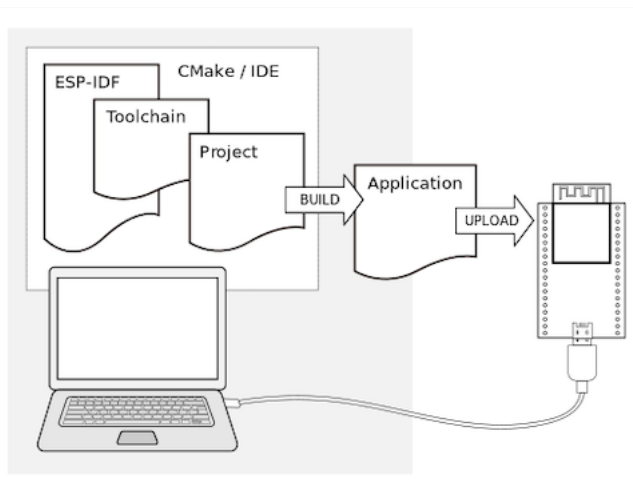 ESP-IDF
CMake / IDE
Toolchain
Project
BUILD
Application
UPLOAD